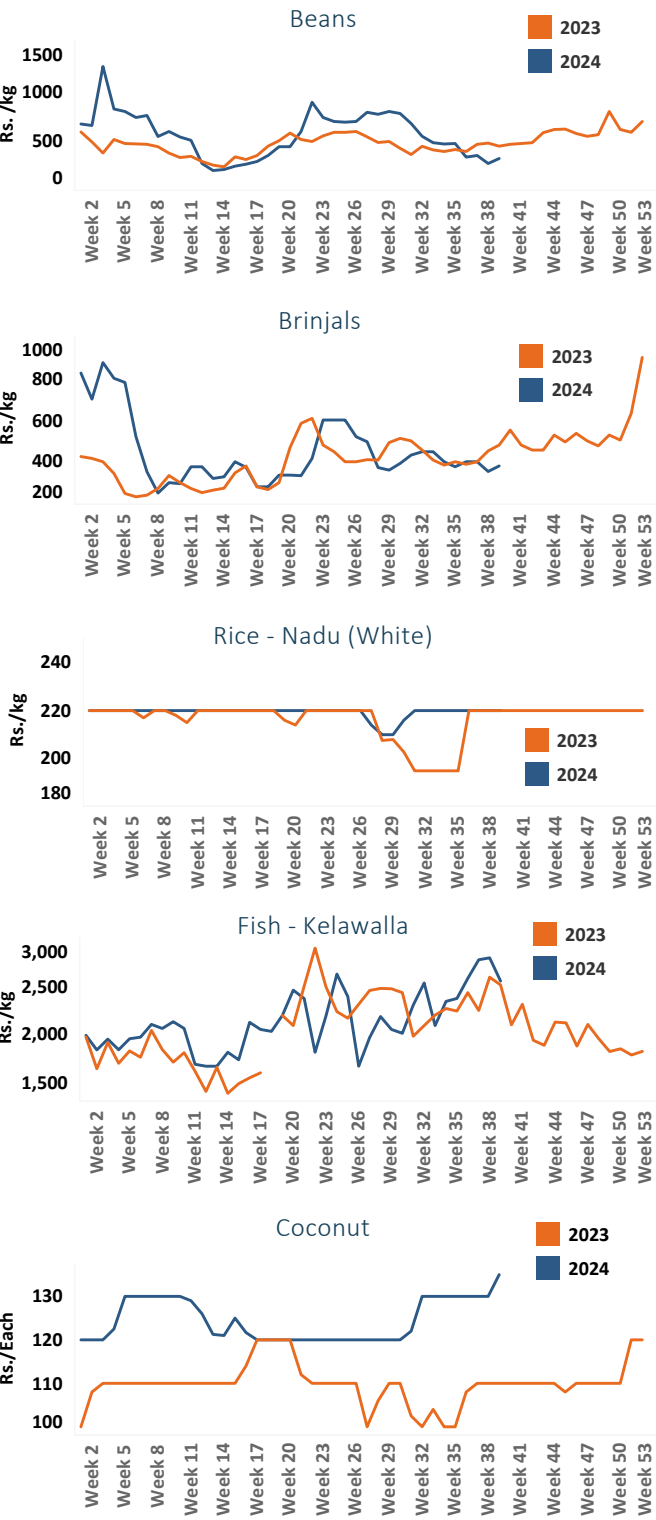 Beans
2023
2024
Rs. /kg
1500
1000
500
0
Week 2
Week 5
Week 8
Week 11
Week 14
Week 17
Week 20
Week 23
Week 26
Week 29
Week 32
Week 35
Week 38
Week 41
Week 44
Week 47
Week 50
Week 53
Brinjals
2023
2024
Rs./kg
1000
800
600
400
200
Week 2
Week 5
Week 8
Week 11
Week 14
Week 17
Week 20
Week 23
Week 26
Week 29
Week 32
Week 35
Week 38
Week 41
Week 44
Week 47
Week 50
Week 53
Rice - Nadu (White)
Rs./kg
240
220
200
180
2023
2024
Week 2
Week 5
Week 8
Week 11
Week 14
Week 17
Week 20
Week 23
Week 26
Week 29
Week 32
Week 35
Week 38
Week 41
Week 44
Week 47
Week 50
Week 53
Fish - Kelawalla
2023
2024
Rs./kg
3,000
2,500
2,000
1,500
Week 2
Week 5
Week 8
Week 11
Week 14
Week 17
Week 20
Week 23
Week 26
Week 29
Week 32
Week 35
Week 38
Week 41
Week 44
Week 47
Week 50
Week 53
Coconut
2023
2024
Rs./Each
130
120
110
100
Week 2
Week 5
Week 8
Week 11
Week 14
Week 17
Week 20
Week 23
Week 26
Week 29
Week 32
Week 35
Week 38
Week 41
Week 44
Week 47
Week 50
Week 53